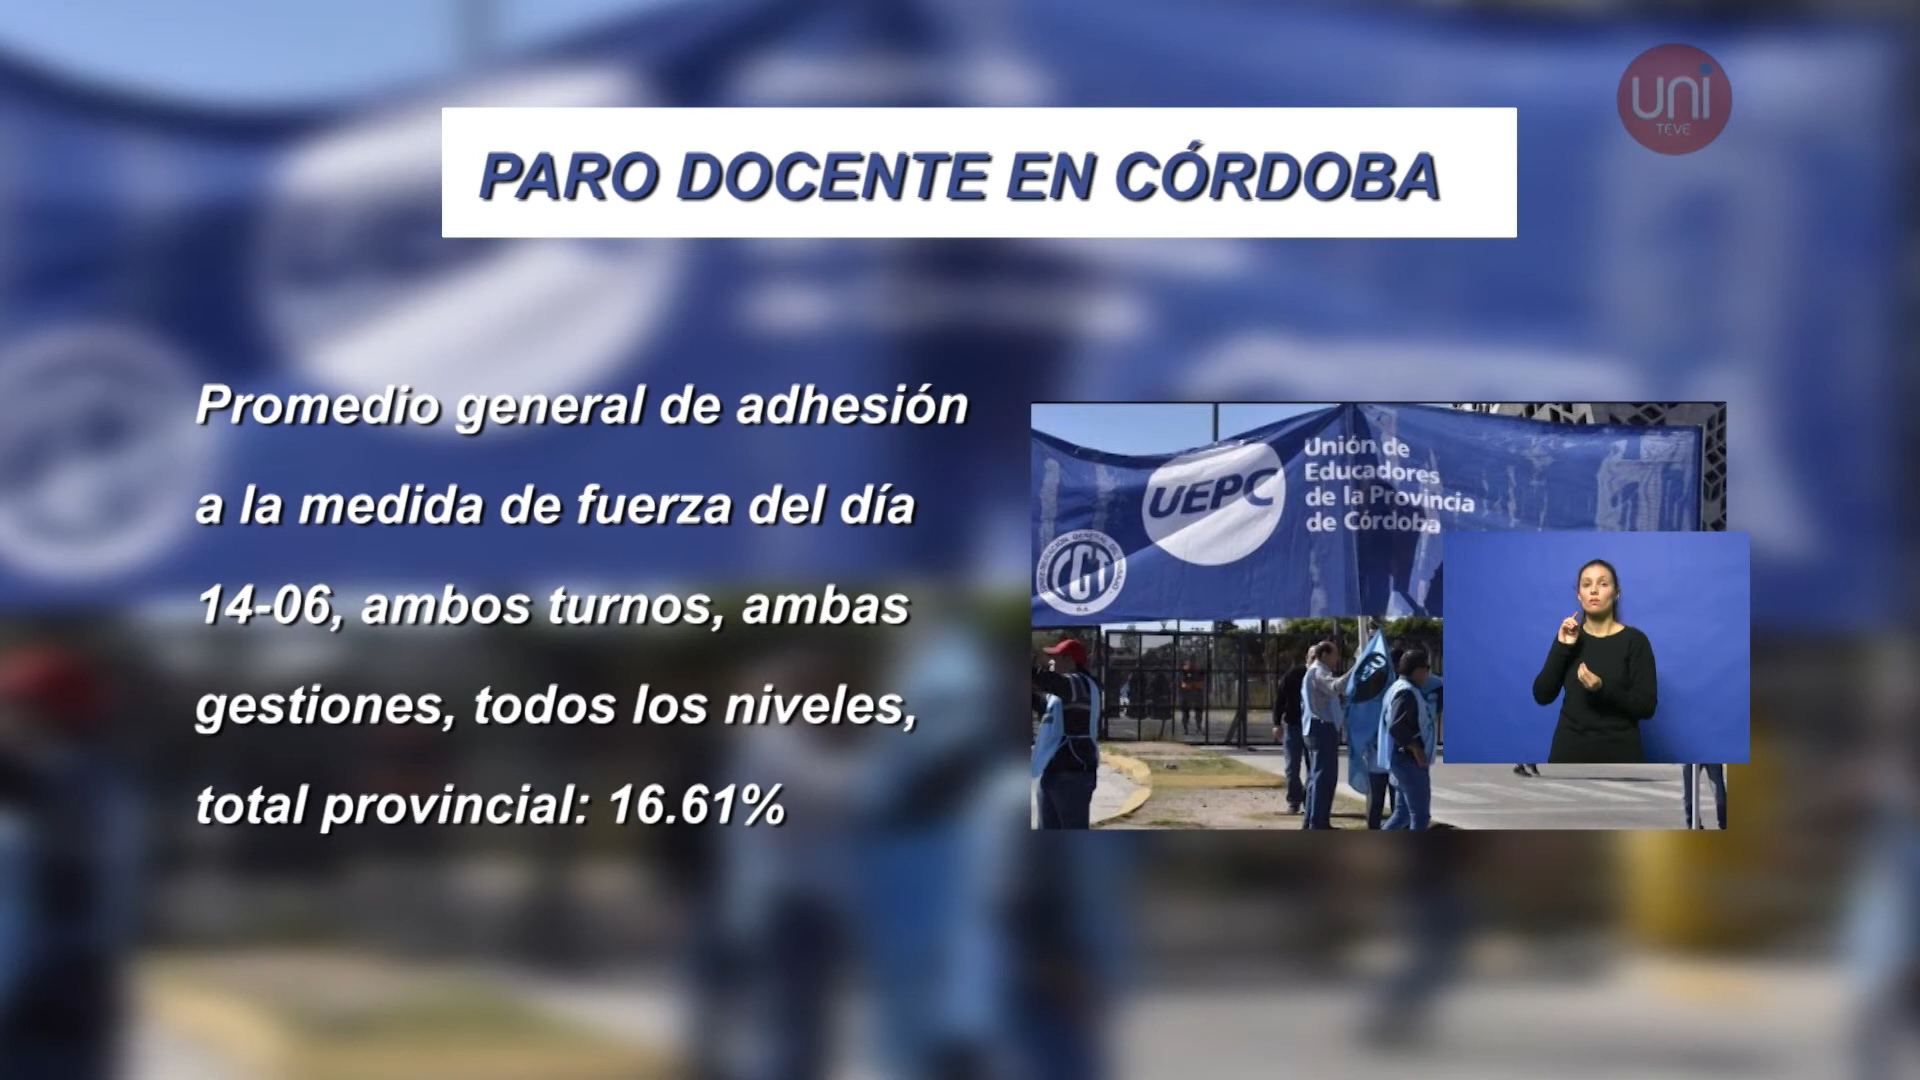 uni
TEVE
PARO DOCENTE EN CÓRDOBA
Promedio general de adhesión
a la medida de fuerza del día
14-06, ambos turnos, ambas
gestiones, todos los niveles,
total provincial: 16.61%
UEPC
Unión de
Educadores
de la Provincia
de Córdoba
CGT